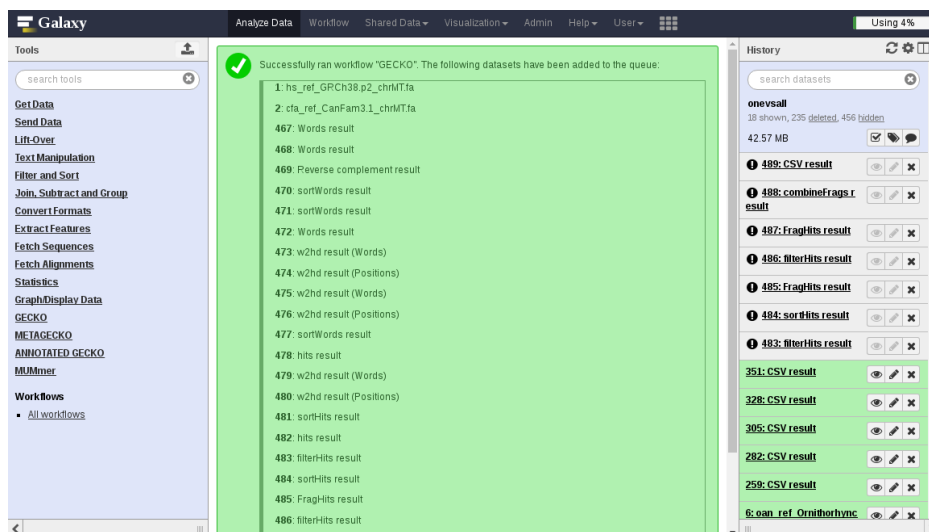 Galaxy
Analyze Data Workflow Shared Data Visualization Admin Help User
Using 4%
Tools
search tools
Get Data
Send Data
Lift-Over
Text Manipulation
Filter and Sort
Join, Subtract and Group
Convert Formats
Extract Features
Fetch Sequences
Fetch Alignments
Statistics
Graph/Display Data
GECKO
METAGECKO
ANNOTATED GECKO
MUMmer
Workflows
All workflows
Successfully ran workflow "GECKO". The following datasets have been added to the queue:
1: hs_ref_GRCh38.p2_chrMT.fa
2: cfa_ref_CanFam3.1_chrMT.fa
467: Words result
468: Words result
469: Reverse complement result
470: sortWords result
471: sortWords result
472: Words result
473: w2hd result (Words)
474: w2hd result (Positions)
475: w2hd result (Words)
476: w2hd result (Positions)
477: sortWords result
478: hits result
479: w2hd result (Words)
480: w2hd result (Positions)
481: sortHits result
482: hits result
483: filterHits result
484: sortHits result
485: FragHits result
486: filterHits result
History
search datasets
onevsall
18 shown, 235 deleted, 456 hidden
42.57 MB
489: CSV result
488: combineFrags r
esult
487: FragHits result
486: filterHits result
485: FragHits result
484: sortHits result
483: filterHits result
351: CSV result
328: CSV result
305: CSV result
282: CSV result
259: CSV result
6: oan_ref_Ornithorhync